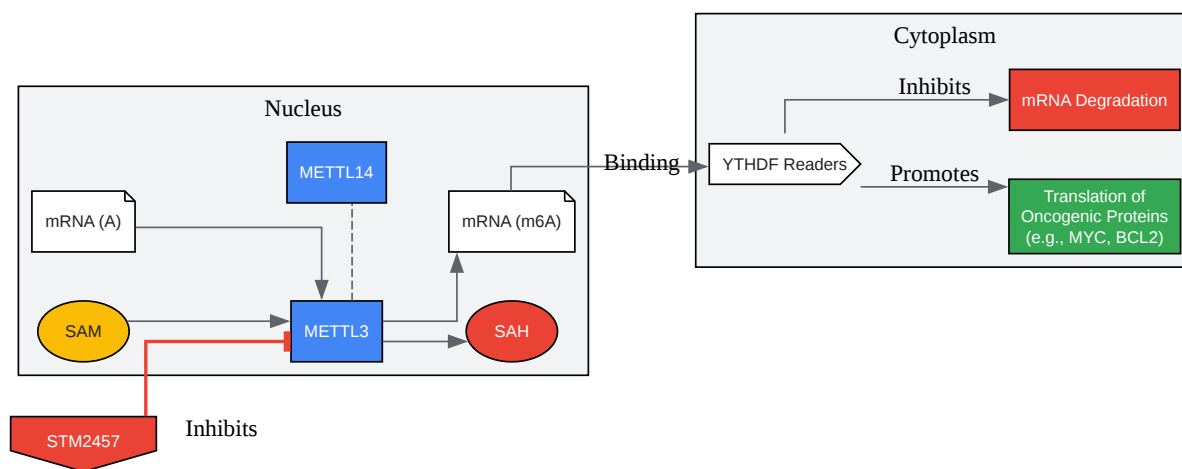 Cytoplasm
Inhibits
mRNA Degradation
Nucleus
METTL14
Binding
YTHDF Readers
Promotes
mRNA (A)
mRNA (m6A)
Translation of
Oncogenic Proteins
(e.g., MYC, BCL2)
SAM
METTL3
SAH
STM2457
Inhibits